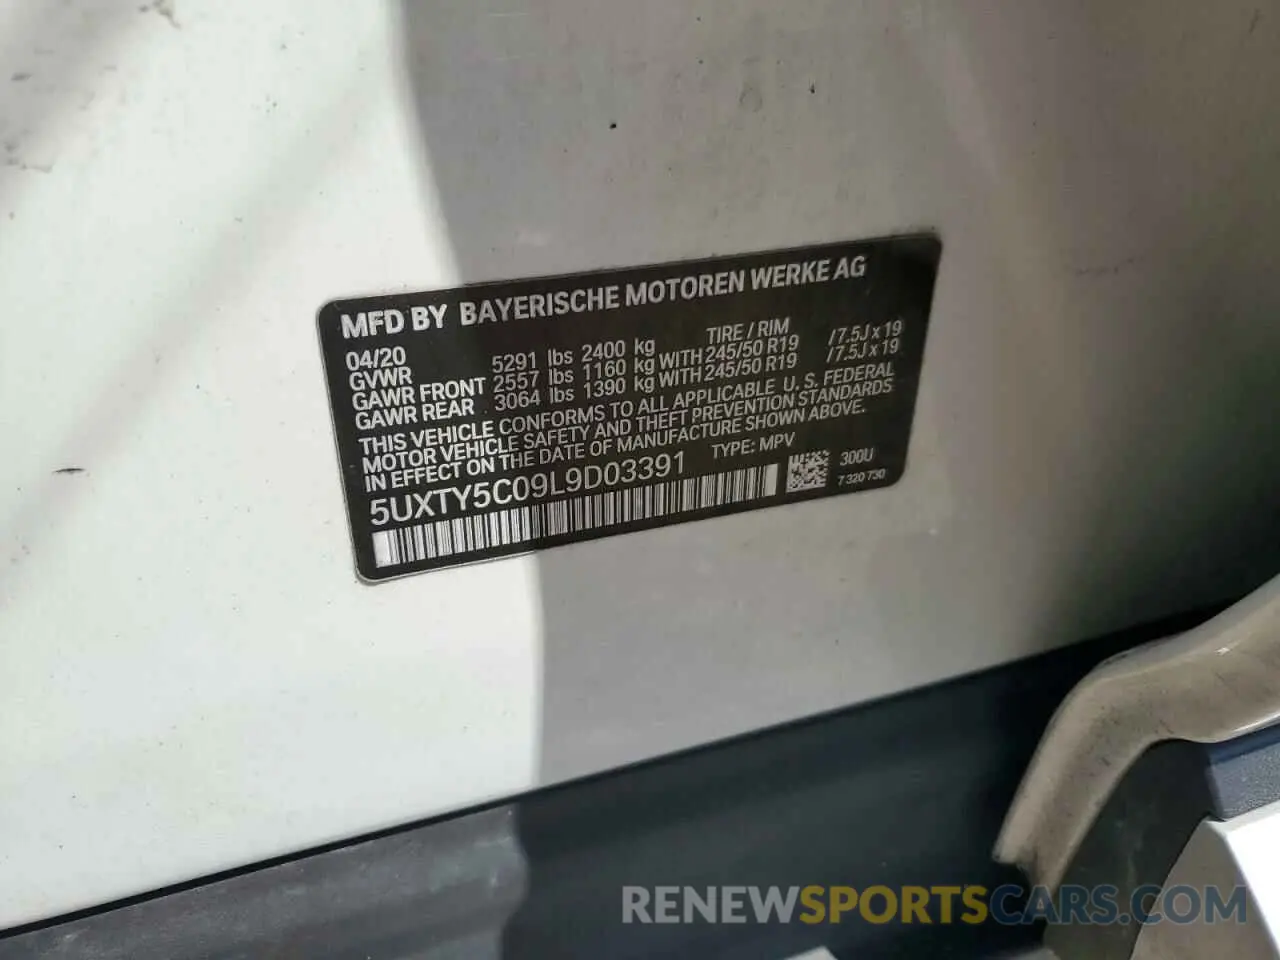 MFD BY BAYERISCHE MOTOREN WERKE AG
04/20 TIRE / RIM
GVWR 5291 lbs 2400 kg
GAWR FRONT 2557 lbs 1160 kg WITH 245/50 R19 / 7.5J x 19
GAWR REAR 3064 lbs 1390 kg WITH 245/50 R19 / 7.5J x 19
THIS VEHICLE CONFORMS TO ALL APPLICABLE U. S. FEDERAL
MOTOR VEHICLE SAFETY AND THEFT PREVENTION STANDARDS
IN EFFECT ON THE DATE OF MANUFACTURE SHOWN ABOVE.
5UXTY5C09L9D03391 TYPE: MPV
300U
7 320 730
RENEWSPORTSCARS.COM